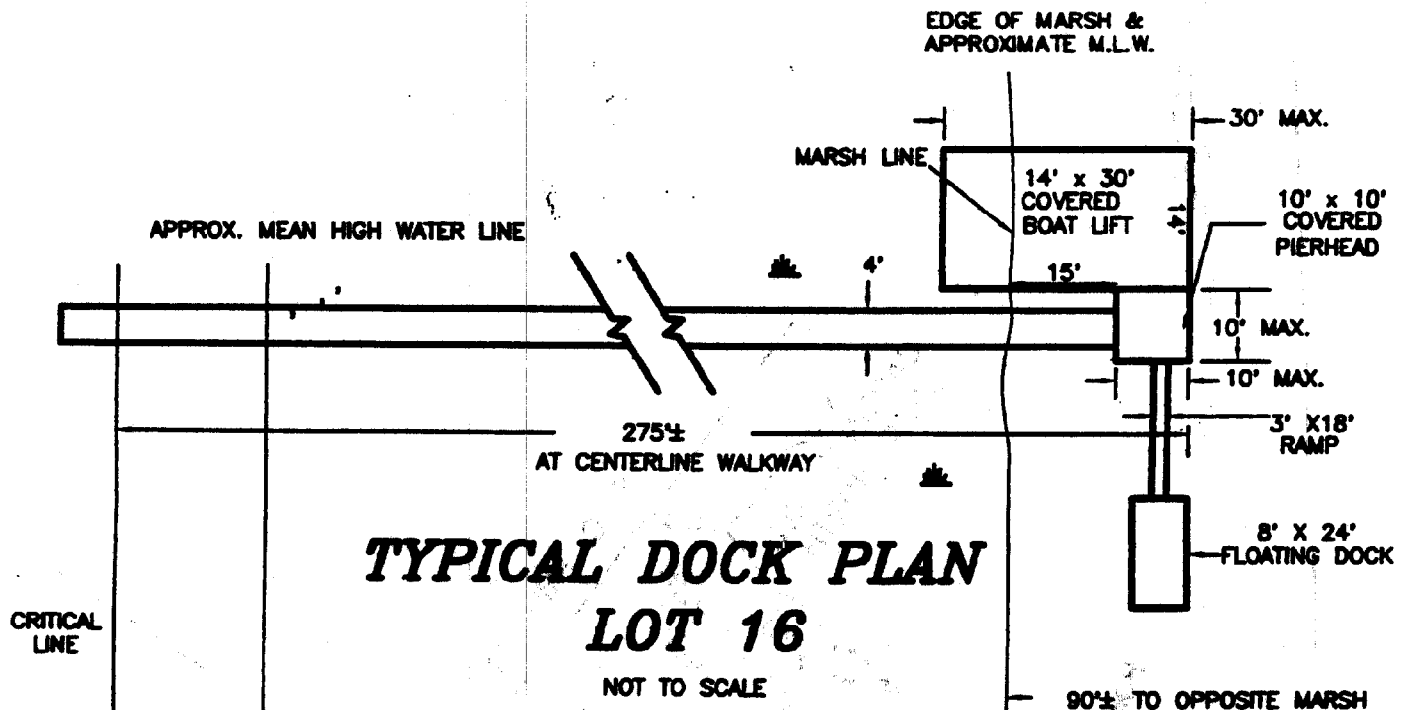 EDGE OF MARSH &
APPROXIMATE M.L.W.
30' MAX.
MARSH LINE
14' x 30'
COVERED
BOAT LIFT
14'
10' x 10'
COVERED
PIERHEAD
APPROX. MEAN HIGH WATER LINE
4'
15'
10' MAX.
10' MAX.
275'±
AT CENTERLINE WALKWAY
3' X18'
RAMP
TYPICAL DOCK PLAN
LOT 16
NOT TO SCALE
8' X 24'
FLOATING DOCK
CRITICAL
LINE
90'± TO OPPOSITE MARSH